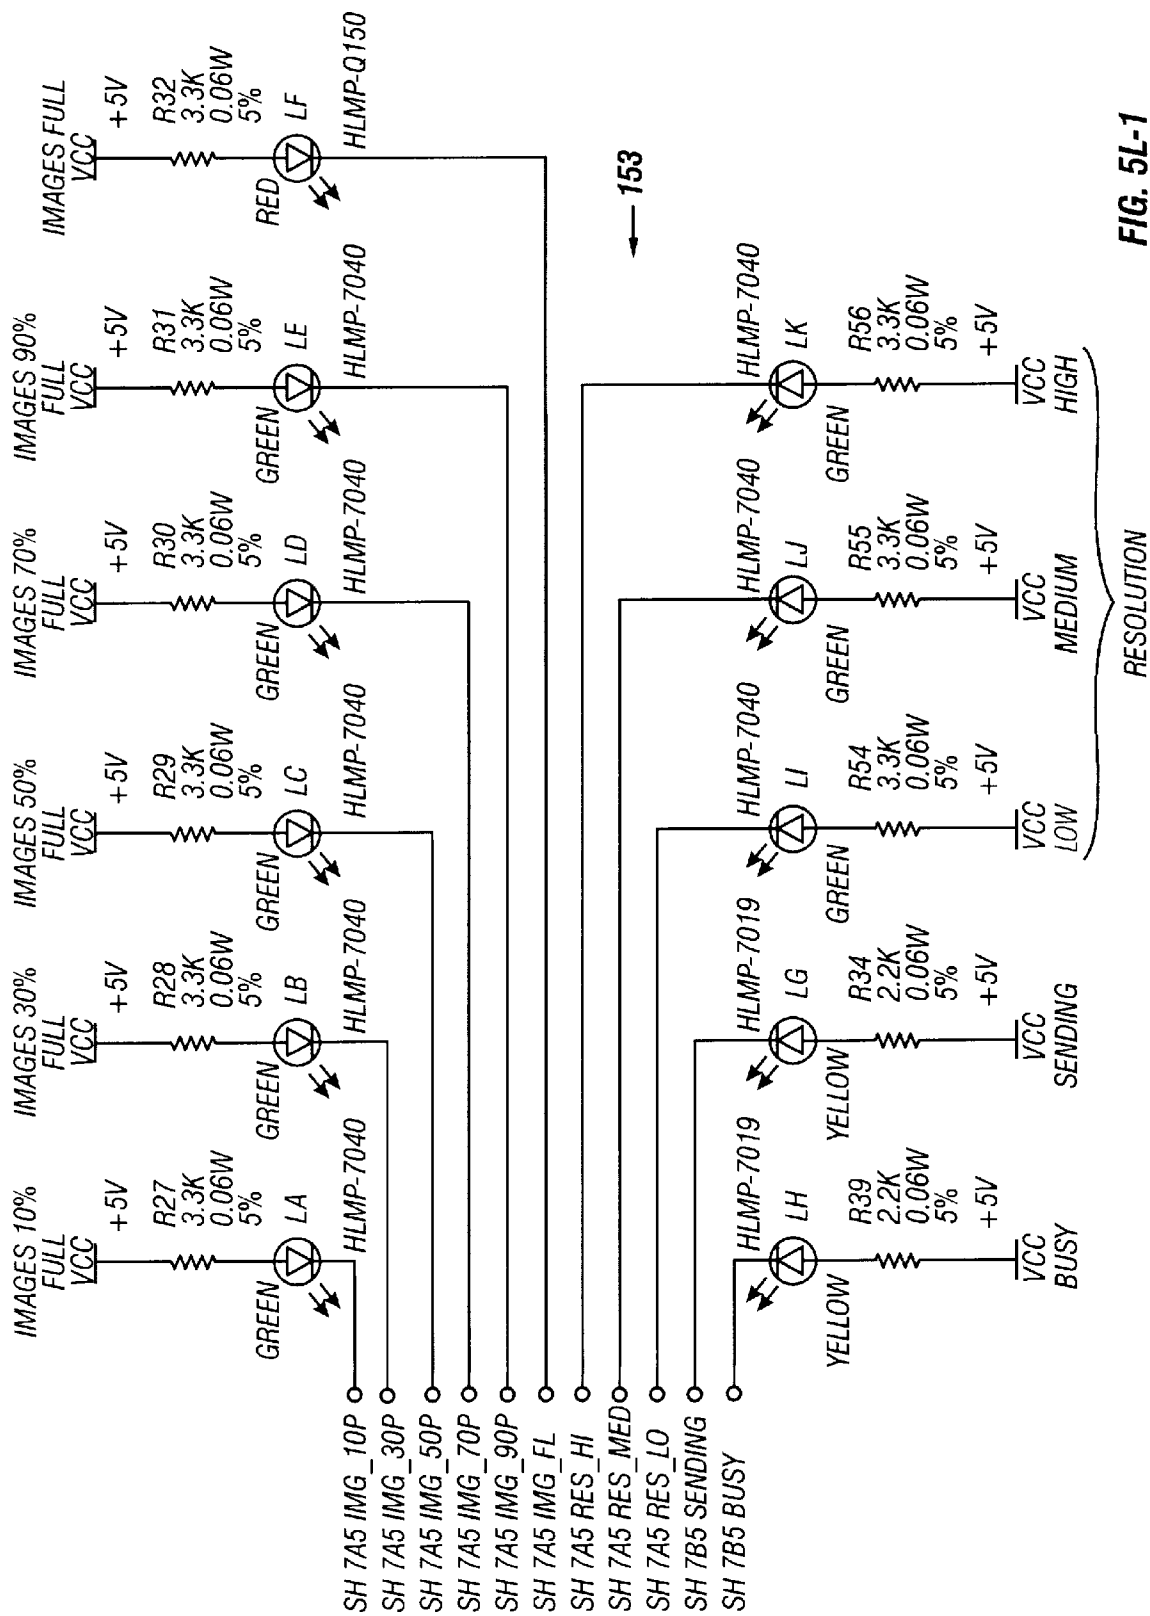 IMAGES 10%
FULL
VCC
+5V
R27
3.3K
0.06W
5%
LA
GREEN
HLMP-7040
IMAGES 30%
FULL
VCC
+5V
R28
3.3K
0.06W
5%
LB
GREEN
HLMP-7040
IMAGES 50%
FULL
VCC
+5V
R29
3.3K
0.06W
5%
LC
GREEN
HLMP-7040
IMAGES 70%
FULL
VCC
+5V
R30
3.3K
0.06W
5%
LD
GREEN
HLMP-7040
IMAGES 90%
FULL
VCC
+5V
R31
3.3K
0.06W
5%
LE
GREEN
HLMP-7040
IMAGES FULL
VCC
+5V
R32
3.3K
0.06W
5%
LF
RED
HLMP-Q150
SH 7A5 IMG_10P
SH 7A5 IMG_30P
SH 7A5 IMG_50P
SH 7A5 IMG_70P
SH 7A5 IMG_90P
SH 7A5 IMG_FL
SH 7A5 RES_HI
SH 7A5 RES_MED
SH 7A5 RES_LO
SH 7B5 SENDING
SH 7B5 BUSY
153
HLMP-7019
LH
YELLOW
R39
2.2K
0.06W
5%
+5V
VCC
BUSY
HLMP-7019
LG
YELLOW
R34
2.2K
0.06W
5%
+5V
VCC
SENDING
HLMP-7040
LI
GREEN
R54
3.3K
0.06W
5%
+5V
VCC
LOW
HLMP-7040
LJ
GREEN
R55
3.3K
0.06W
5%
+5V
VCC
MEDIUM
HLMP-7040
LK
GREEN
R56
3.3K
0.06W
5%
+5V
VCC
HIGH
RESOLUTION
FIG. 5L-1